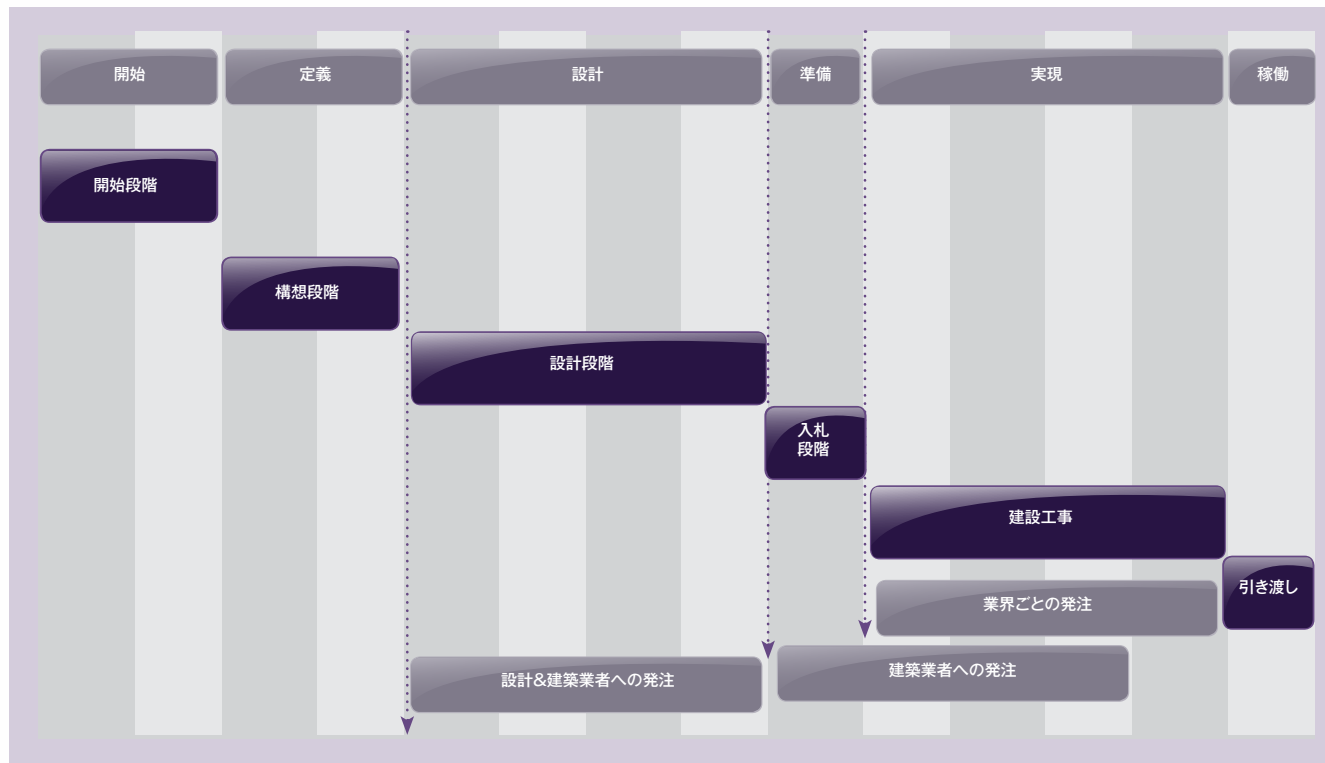 開始
定義
設計
準備
実現
稼働
開始段階
構想段階
設計段階
入札
段階
建設工事
引き渡し
業界ごとの発注
建築業者への発注
設計&建築業者への発注